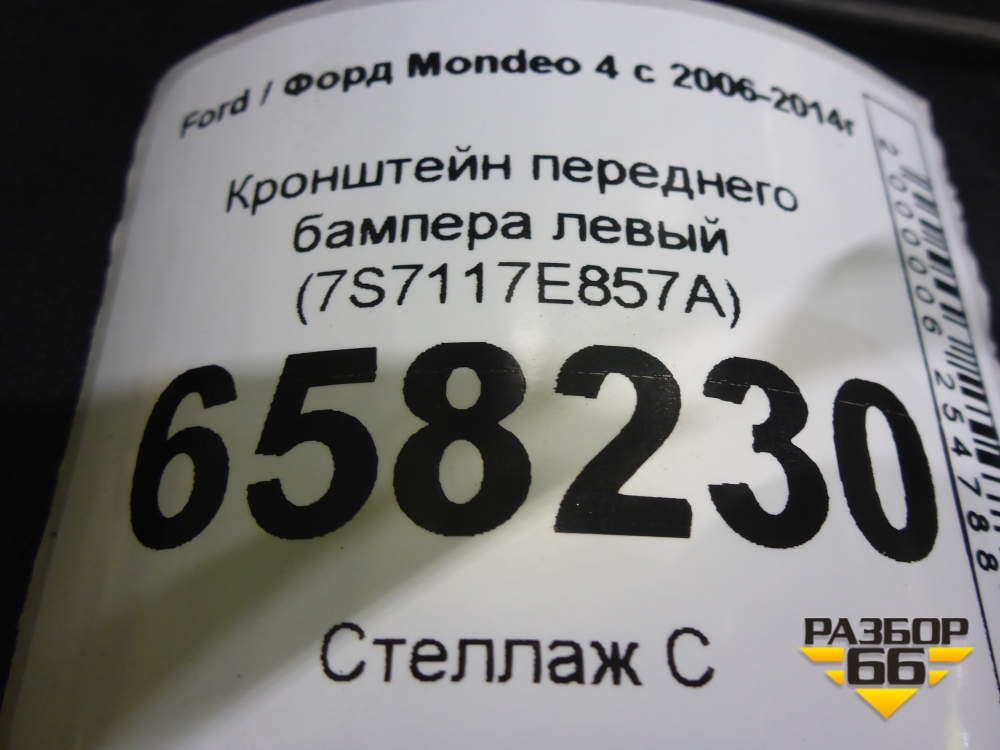 Ford / Форд Mondeo 4 с 2006-2014г
Кронштейн переднего
бампера левый
(7S7117E857A)
658230
Стеллаж С
2000006254788
РАЗБОР
66